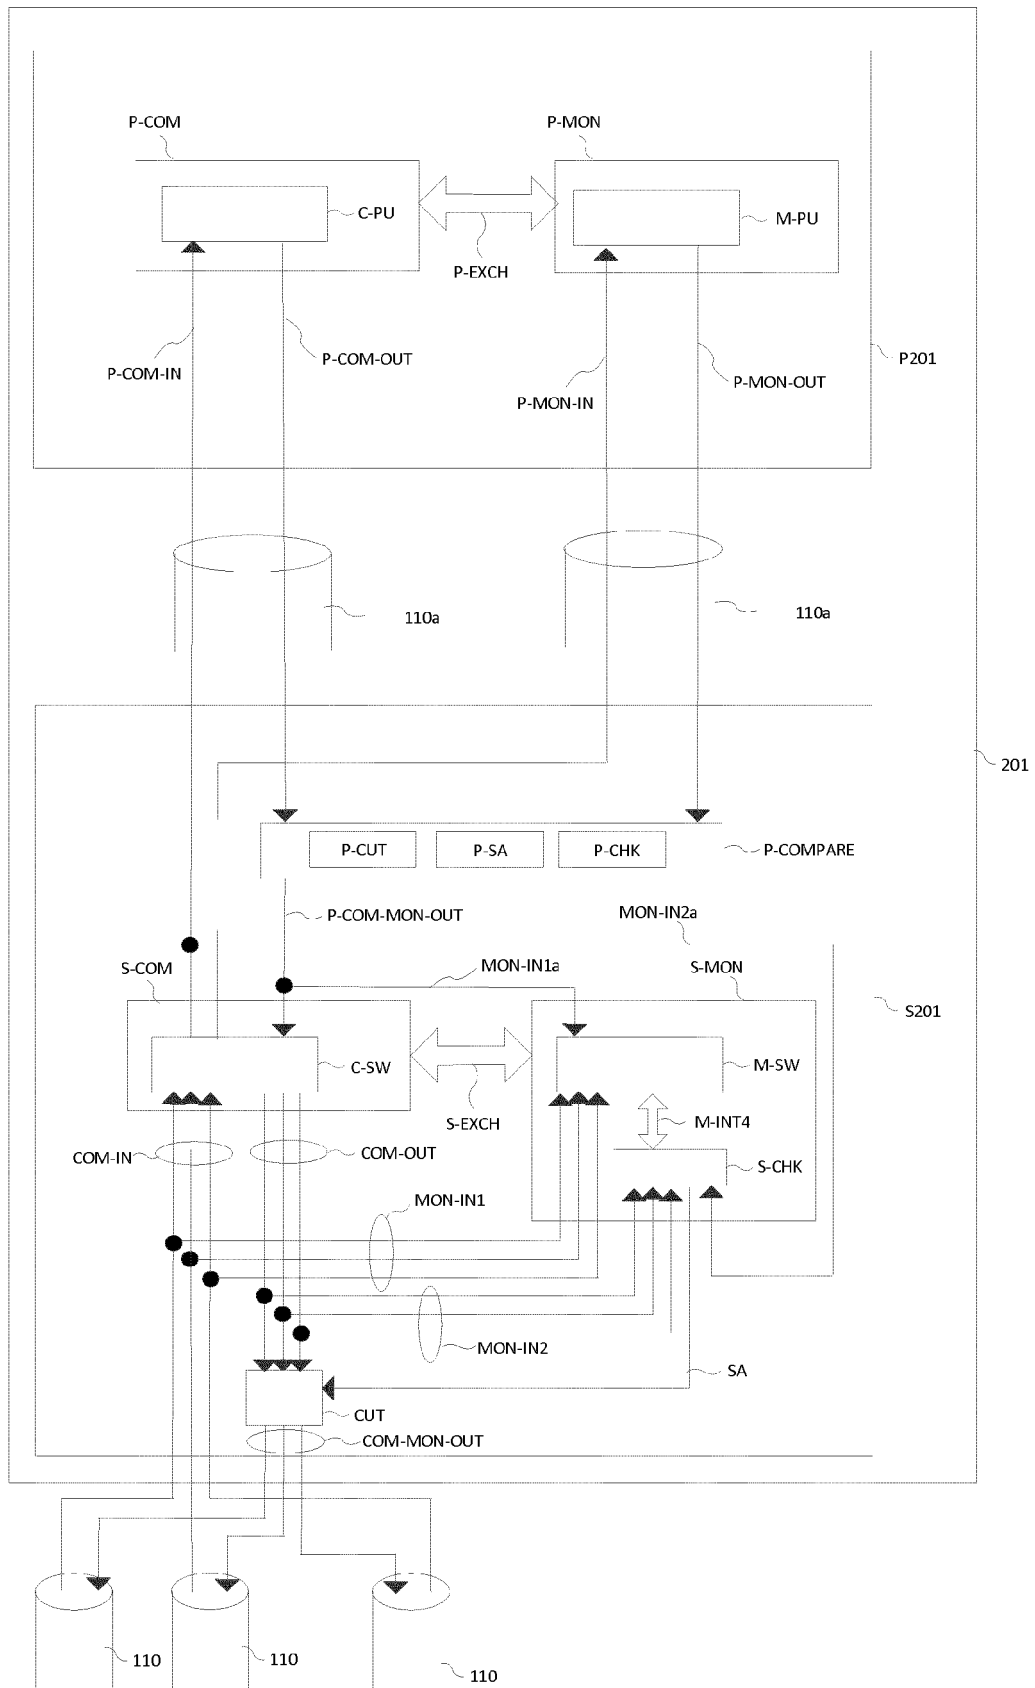 P-COM
P-MON
C-PU
M-PU
P-EXCH
P-COM-OUT
P-COM-IN
P201
P-MON-OUT
P-MON-IN
110a
110a
201
P-CUT
P-SA
P-CHK
P-COMPARE
P-COM-MON-OUT
MON-IN2a
S-COM
MON-IN1a
S-MON
S201
C-SW
M-SW
S-EXCH
M-INT4
COM-IN
COM-OUT
S-CHK
MON-IN1
MON-IN2
SA
CUT
COM-MON-OUT
110
110
110